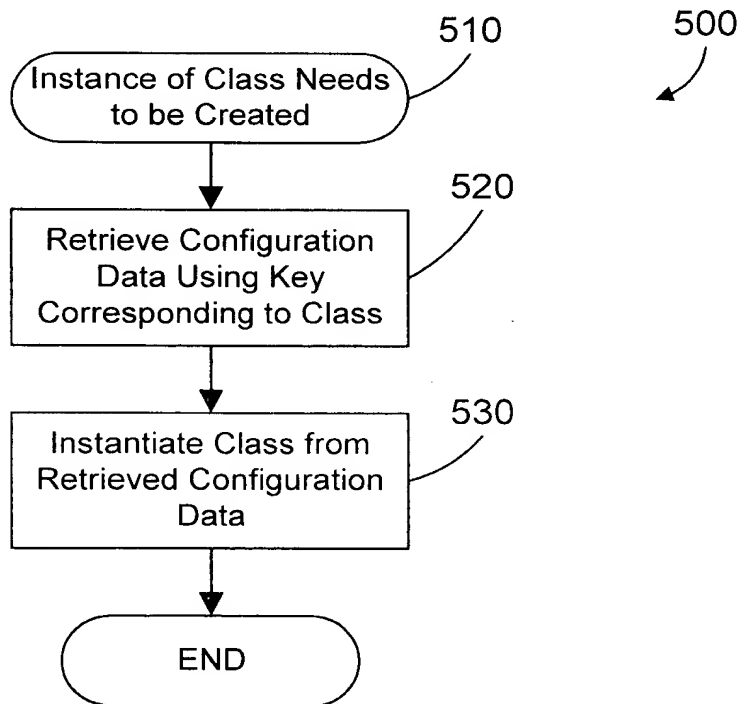 510
500
Instance of Class Needs
to be Created
520
Retrieve Configuration
Data Using Key
Corresponding to Class
530
Instantiate Class from
Retrieved Configuration
Data
END